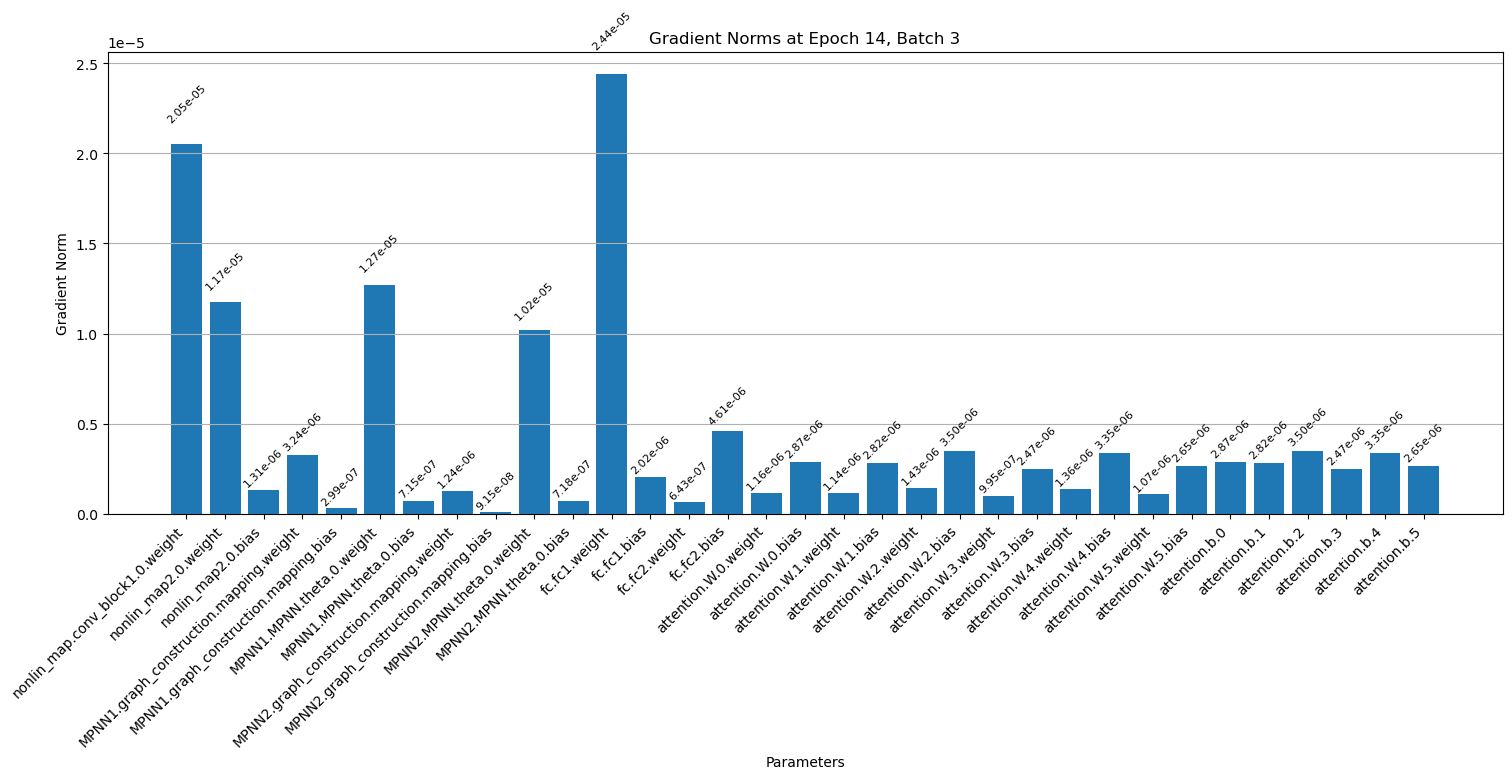 Gradient Norms at Epoch 14, Batch 3
1e−5
Gradient Norm
2.5
2.0
1.5
1.0
0.5
0.0
2.05e-05
1.17e-05
1.31e-06
3.24e-06
2.99e-07
1.27e-05
7.15e-07
1.24e-06
9.15e-08
1.02e-05
7.18e-07
2.44e-05
2.02e-06
6.43e-07
4.61e-06
1.16e-06
2.87e-06
1.14e-06
2.82e-06
1.43e-06
3.50e-06
9.95e-07
2.47e-06
1.36e-06
3.35e-06
1.07e-06
2.65e-06
2.87e-06
2.82e-06
3.50e-06
2.47e-06
3.35e-06
2.65e-06
nonlin_map.conv_block1.0.weight
nonlin_map2.0.weight
nonlin_map2.0.bias
MPNN1.graph_construction.mapping.weight
MPNN1.graph_construction.mapping.bias
MPNN1.MPNN.theta.0.weight
MPNN1.MPNN.theta.0.bias
MPNN2.graph_construction.mapping.weight
MPNN2.graph_construction.mapping.bias
MPNN2.MPNN.theta.0.weight
MPNN2.MPNN.theta.0.bias
fc.fc1.weight
fc.fc1.bias
fc.fc2.weight
fc.fc2.bias
attention.W.0.weight
attention.W.0.bias
attention.W.1.weight
attention.W.1.bias
attention.W.2.weight
attention.W.2.bias
attention.W.3.weight
attention.W.3.bias
attention.W.4.weight
attention.W.4.bias
attention.W.5.weight
attention.W.5.bias
attention.b.0
attention.b.1
attention.b.2
attention.b.3
attention.b.4
attention.b.5
Parameters